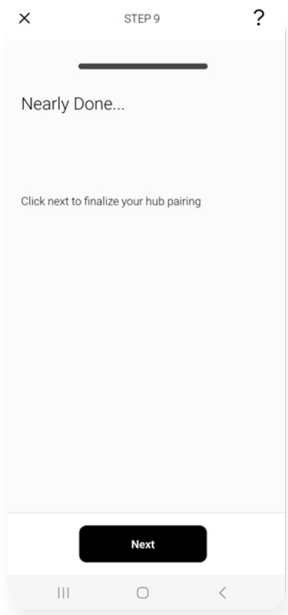 STEP 9
?
Nearly Done...
Click next to finalize your hub pairing
Next